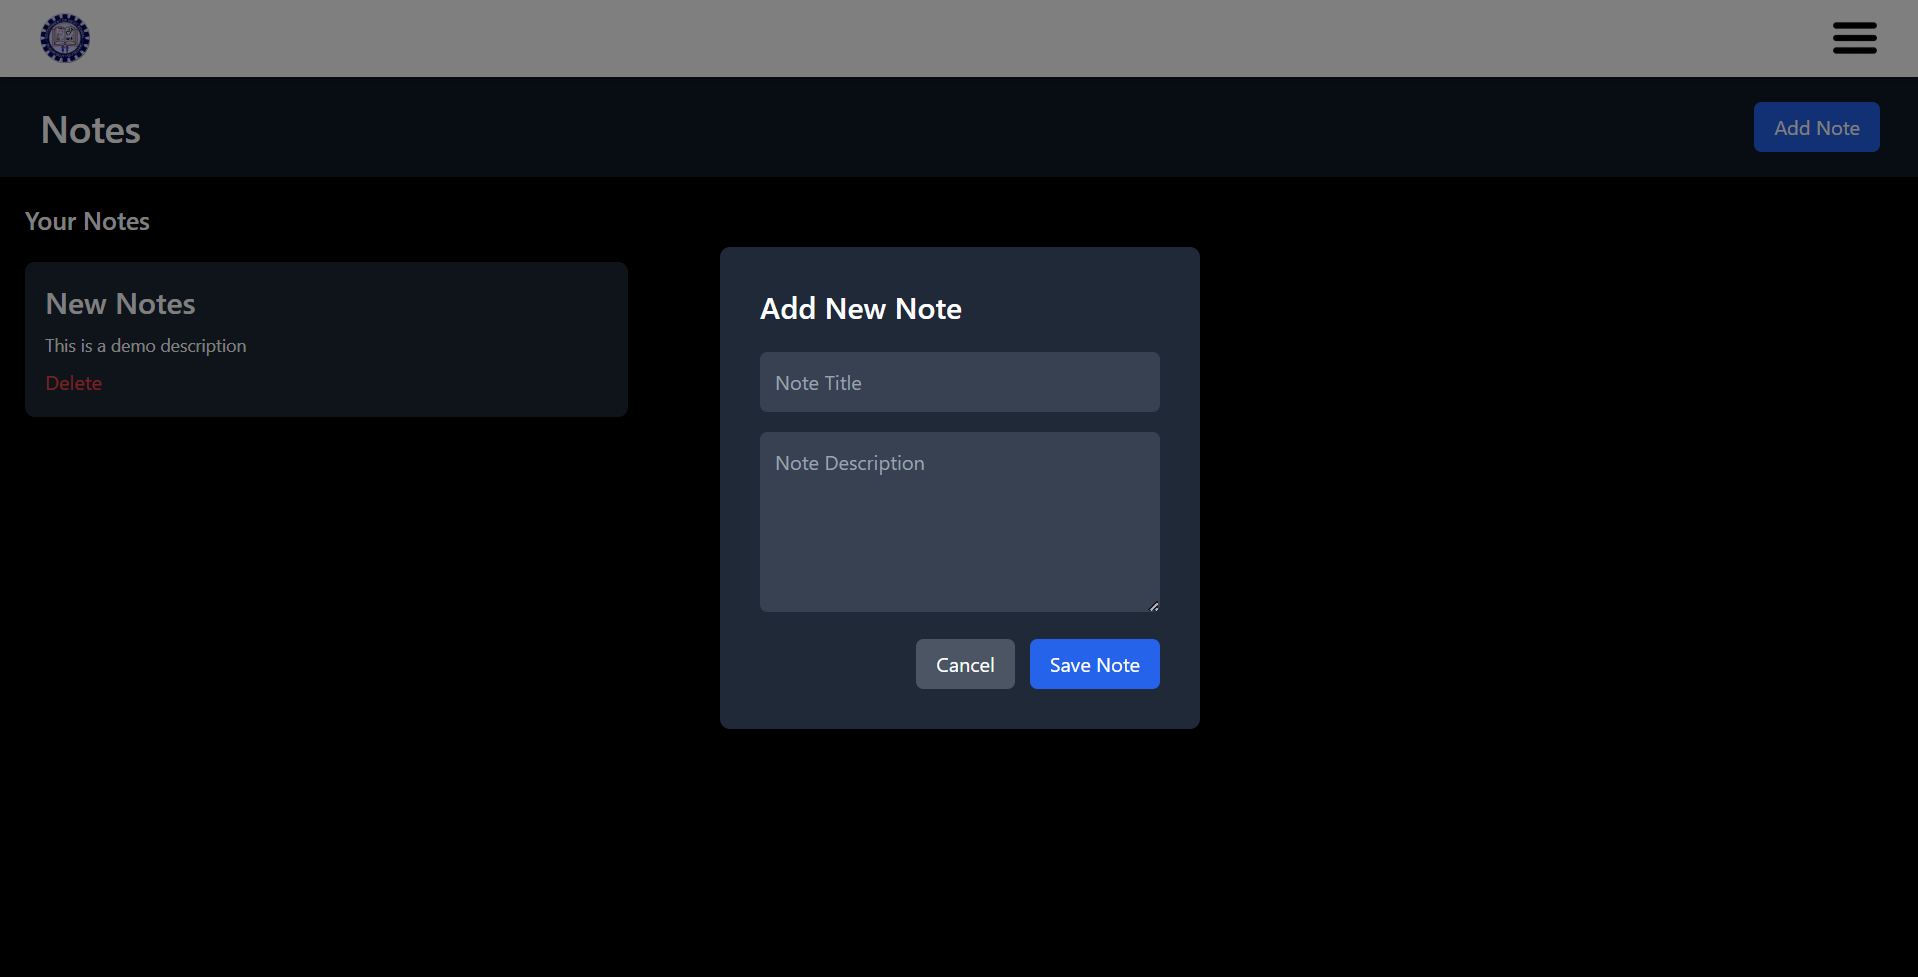 Notes
Add Note
Your Notes
New Notes
This is a demo description
Delete
Add New Note
Note Title
Note Description
Cancel
Save Note